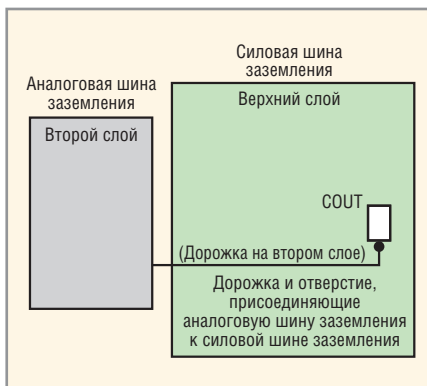 Силовая шина
заземления
Аналоговая шина
заземления
Верхний слой
Второй слой
COUT
(Дорожка на втором слое)
Дорожка и отверстие,
присоединяющие
аналоговую шину заземления
к силовой шине заземления